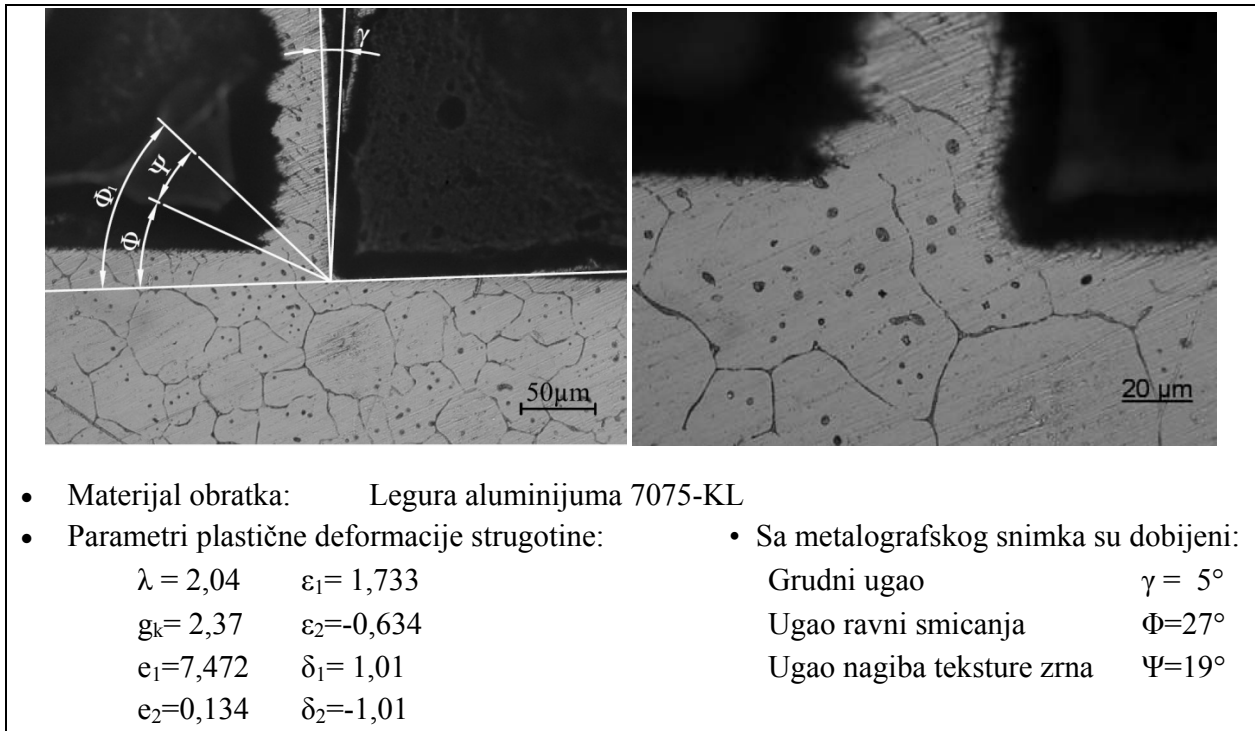 γ
Φ₁
Ψ
Φ
50μm
20 μm
• Materijal obratka: Legura aluminijuma 7075-KL
• Parametri plastične deformacije strugotine:
λ = 2,04 ε₁= 1,733
gₖ= 2,37 ε₂=-0,634
e₁=7,472 δ₁= 1,01
e₂=0,134 δ₂=-1,01
• Sa metalografskog snimka su dobijeni:
Grudni ugao γ = 5°
Ugao ravni smicanja Φ=27°
Ugao nagiba teksture zrna Ψ=19°